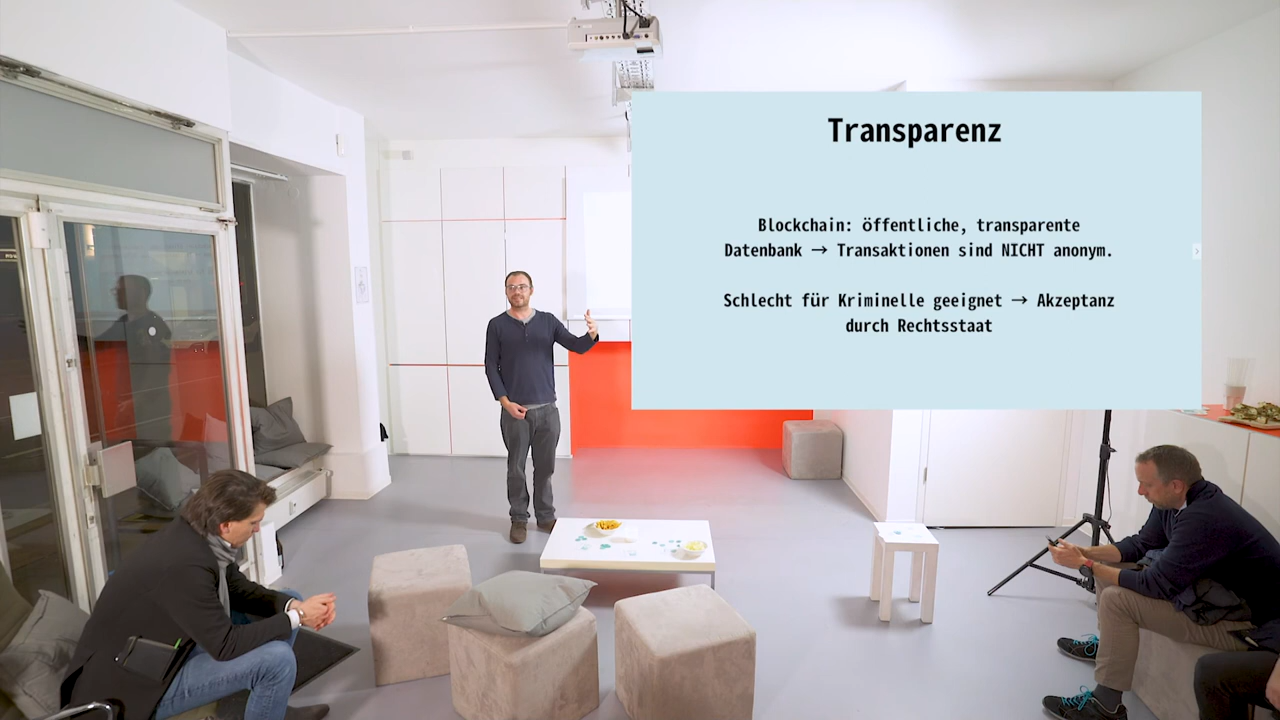 Transparenz
Blockchain: öffentliche, transparente
Datenbank → Transaktionen sind NICHT anonym.
Schlecht für Kriminelle geeignet → Akzeptanz
durch Rechtsstaat